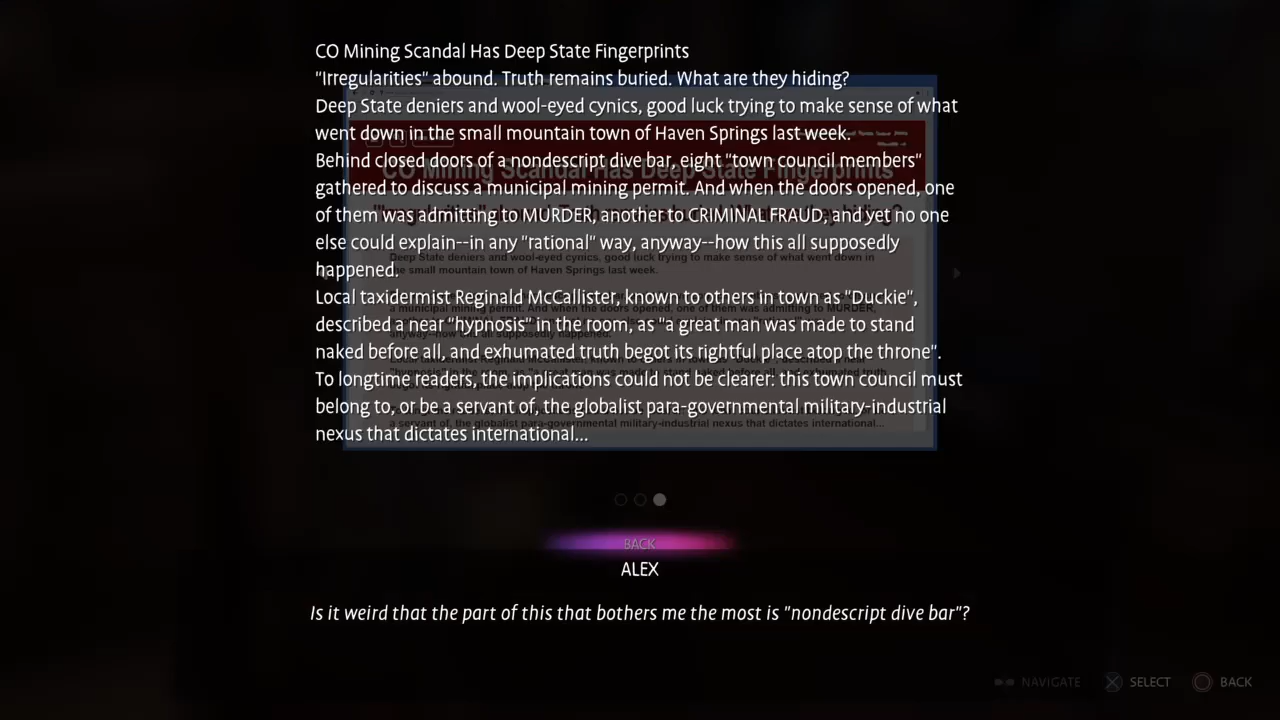 CO Mining Scandal Has Deep State Fingerprints
"Irregularities" abound. Truth remains buried. What are they hiding?
Deep State deniers and wool-eyed cynics, good luck trying to make sense of what
went down in the small mountain town of Haven Springs last week.
Behind closed doors of a nondescript dive bar, eight "town council members"
gathered to discuss a municipal mining permit. And when the doors opened, one
of them was admitting to MURDER, another to CRIMINAL FRAUD, and yet no one
else could explain--in any "rational" way, anyway--how this all supposedly
happened.
Local taxidermist Reginald McCallister, known to others in town as "Duckie",
described a near "hypnosis" in the room, as "a great man was made to stand
naked before all, and exhumated truth begot its rightful place atop the throne".
To longtime readers, the implications could not be clearer: this town council must
belong to, or be a servant of, the globalist para-governmental military-industrial
nexus that dictates international...
BACK
ALEX
Is it weird that the part of this that bothers me the most is "nondescript dive bar"?
NAVIGATE SELECT BACK